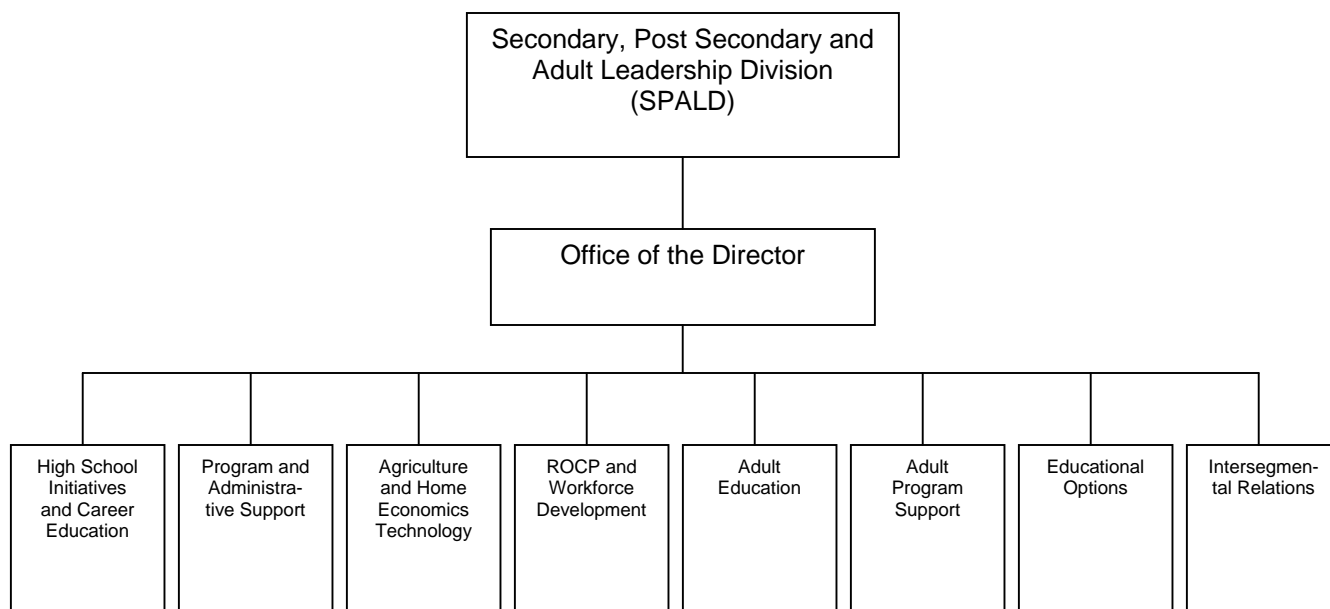 Secondary, Post Secondary and
Adult Leadership Division
(SPALD)
Office of the Director
High School
Initiatives
and Career
Education
Program and
Administra-
tive Support
Agriculture
and Home
Economics
Technology
ROCP and
Workforce
Development
Adult
Education
Adult
Program
Support
Educational
Options
Intersegmen-
tal Relations